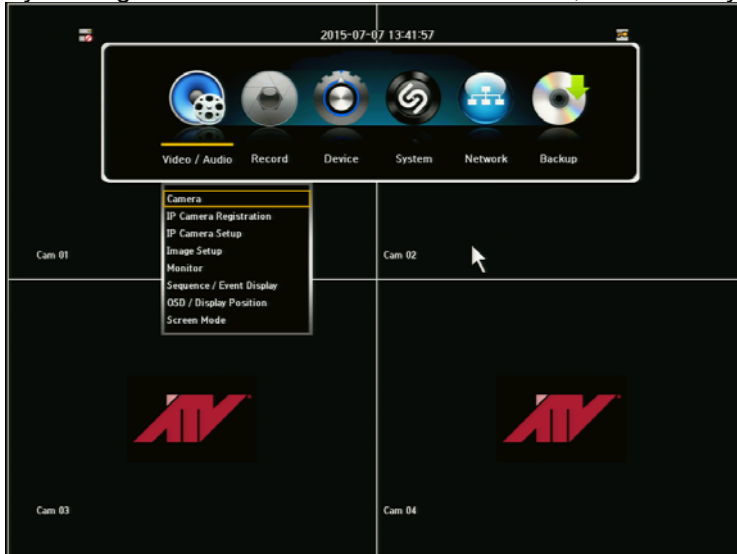 2015-07-07 13:41:57
Video / Audio Record Device System Network Backup
Camera
IP Camera Registration
IP Camera Setup
Image Setup
Monitor
Sequence / Event Display
OSD / Display Position
Screen Mode
Cam 01
Cam 02
ATV
ATV
Cam 03
Cam 04